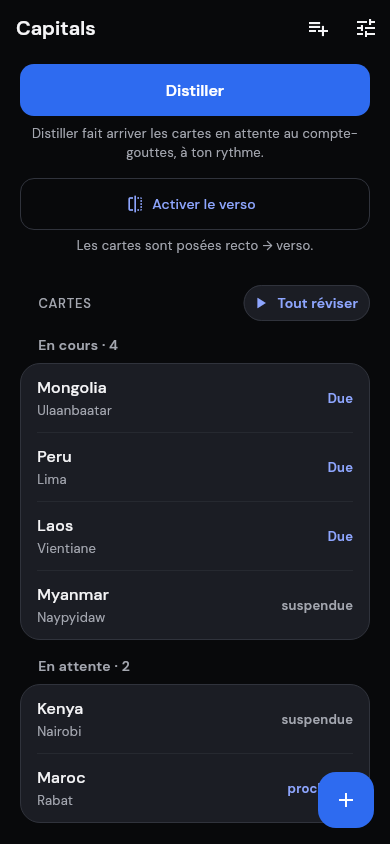 Capitals
Distiller
Distiller fait arriver les cartes en attente au compte-
gouttes, à ton rythme.
Activer le verso
Les cartes sont posées recto → verso.
CARTES
Tout réviser
En cours · 4
Mongolia
Ulaanbaatar
Due
Peru
Lima
Due
Laos
Vientiane
Due
Myanmar
Naypyidaw
suspendue
En attente · 2
Kenya
Nairobi
suspendue
Maroc
Rabat